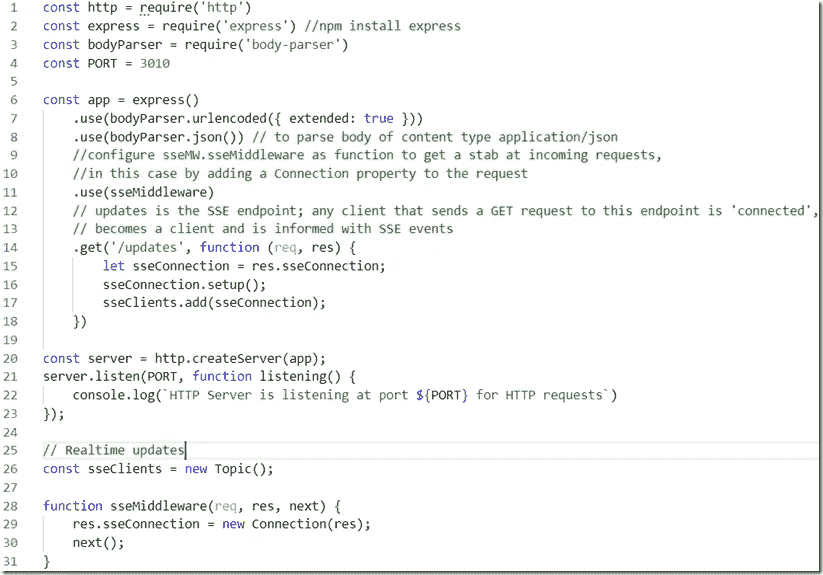 1 const http = require('http')
2 const express = require('express') //npm install express
3 const bodyParser = require('body-parser')
4 const PORT = 3010
5
6 const app = express()
7 .use(bodyParser.urlencoded({ extended: true }))
8 .use(bodyParser.json()) // to parse body of content type application/json
9 //configure sseMW.sseMiddleware as function to get a stab at incoming requests,
10 //in this case by adding a Connection property to the request
11 .use(sseMiddleware)
12 // updates is the SSE endpoint; any client that sends a GET request to this endpoint is 'connected',
13 // becomes a client and is informed with SSE events
14 .get('/updates', function (req, res) {
15 let sseConnection = res.sseConnection;
16 sseConnection.setup();
17 sseClients.add(sseConnection);
18 })
19
20 const server = http.createServer(app);
21 server.listen(PORT, function listening() {
22 console.log(`HTTP Server is listening at port ${PORT} for HTTP requests`)
23 });
24
25 // Realtime updates
26 const sseClients = new Topic();
27
28 function sseMiddleware(req, res, next) {
29 res.sseConnection = new Connection(res);
30 next();
31 }